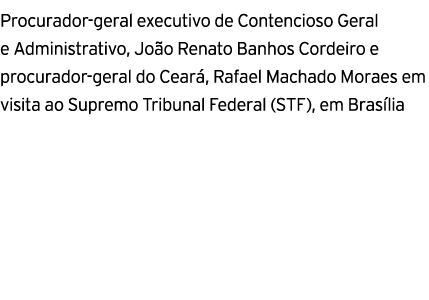 Procurador-geral executivo de Contencioso Geral
e Administrativo, João Renato Banhos Cordeiro e
procurador-geral do Ceará, Rafael Machado Moraes em
visita ao Supremo Tribunal Federal (STF), em Brasília